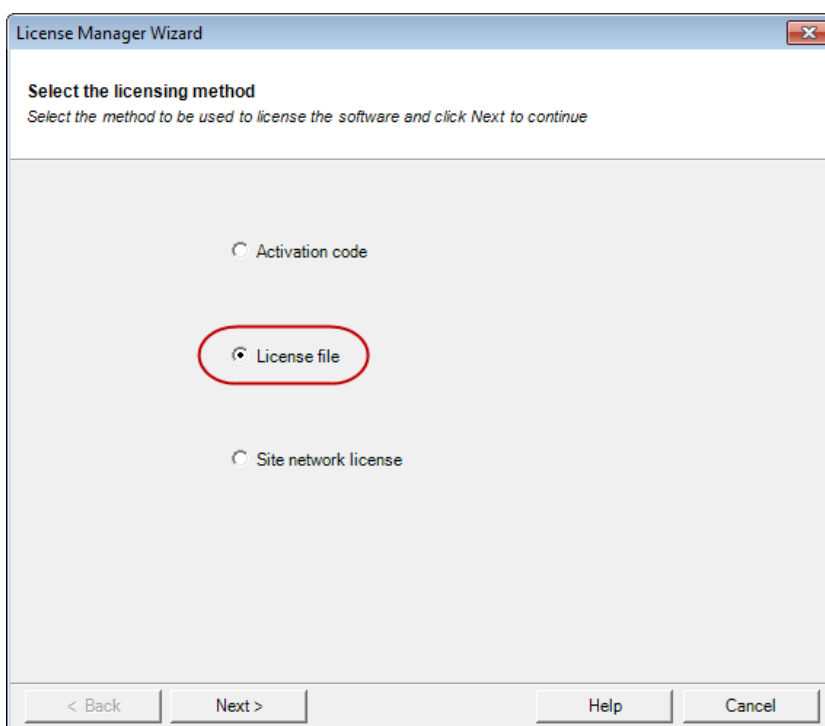 License Manager Wizard
Select the licensing method
Select the method to be used to license the software and click Next to continue
Activation code
License file
Site network license
< Back Next > Help Cancel